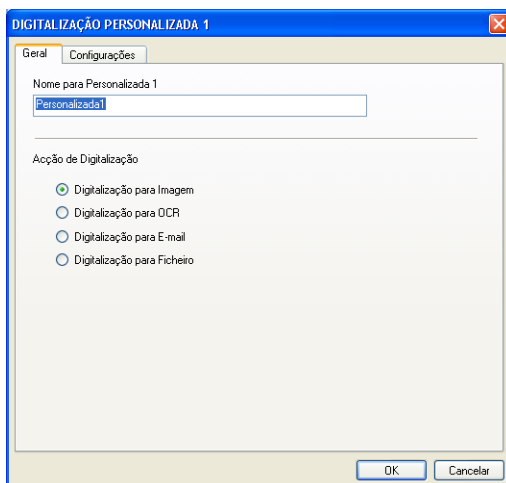 DIGITALIZAÇÃO PERSONALIZADA 1
Geral Configurações
Nome para Personalizada 1
Personalizada1
Acção de Digitalização
Digitalização para Imagem
Digitalização para OCR
Digitalização para E-mail
Digitalização para Ficheiro
OK Cancelar